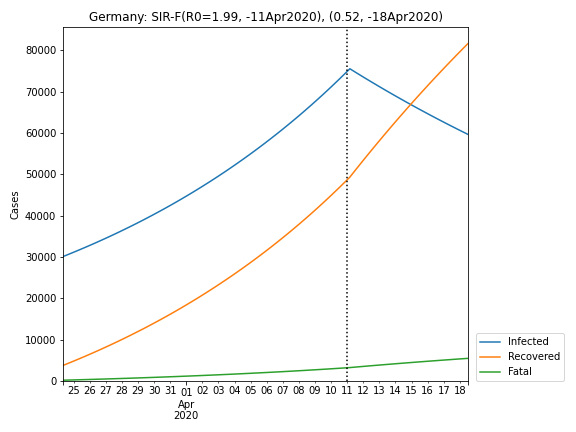 Germany: SIR-F(R0=1.99, -11Apr2020), (0.52, -18Apr2020)
80000
70000
60000
50000
40000
30000
20000
10000
0
Cases
25 26 27 28 29 30 31 01 02 03 04 05 06 07 08 09 10 11 12 13 14 15 16 17 18
Apr
2020
Infected
Recovered
Fatal